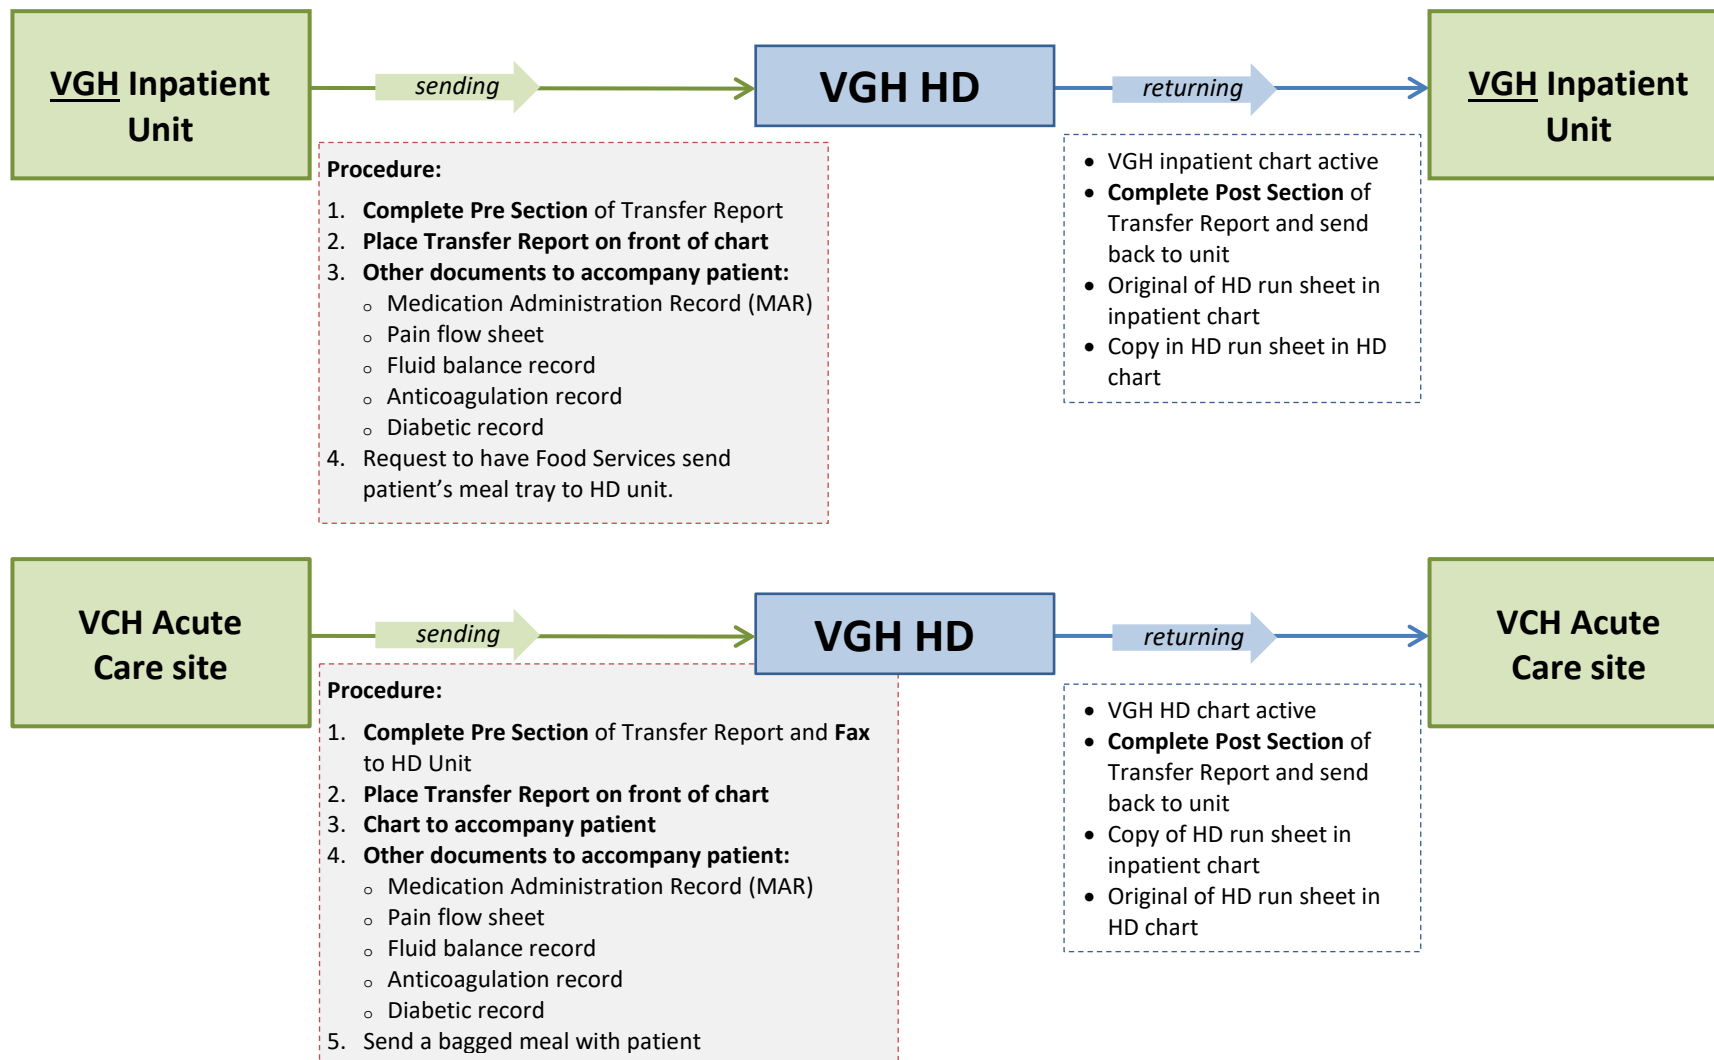 VGH Inpatient
Unit
sending
VGH HD
returning
VGH Inpatient
Unit
Procedure:
1. Complete Pre Section of Transfer Report
2. Place Transfer Report on front of chart
3. Other documents to accompany patient:
o Medication Administration Record (MAR)
o Pain flow sheet
o Fluid balance record
o Anticoagulation record
o Diabetic record
4. Request to have Food Services send
patient's meal tray to HD unit.
• VGH inpatient chart active
• Complete Post Section of
Transfer Report and send
back to unit
• Original of HD run sheet in
inpatient chart
• Copy in HD run sheet in HD
chart
VCH Acute
Care site
sending
VGH HD
returning
VCH Acute
Care site
Procedure:
1. Complete Pre Section of Transfer Report and Fax
to HD Unit
2. Place Transfer Report on front of chart
3. Chart to accompany patient
4. Other documents to accompany patient:
o Medication Administration Record (MAR)
o Pain flow sheet
o Fluid balance record
o Anticoagulation record
o Diabetic record
5. Send a bagged meal with patient
• VGH HD chart active
• Complete Post Section of
Transfer Report and send
back to unit
• Copy of HD run sheet in
inpatient chart
• Original of HD run sheet in
HD chart